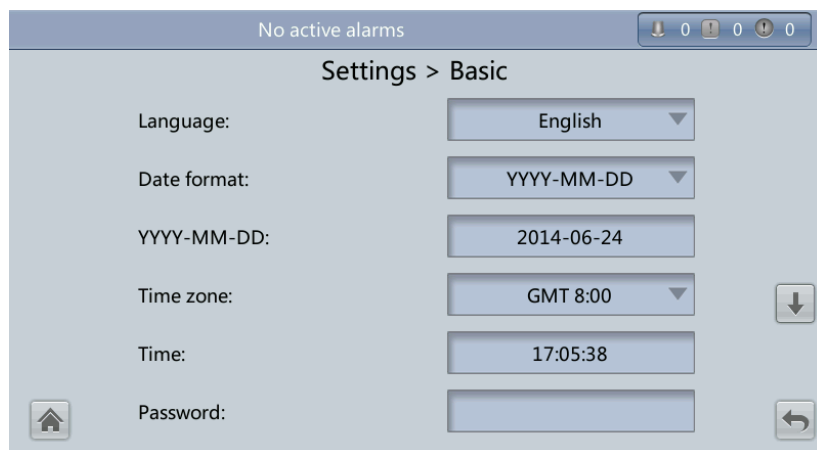 No active alarms 0 0 0
Settings > Basic
Language: English
Date format: YYYY-MM-DD
YYYY-MM-DD: 2014-06-24
Time zone: GMT 8:00
Time: 17:05:38
Password: